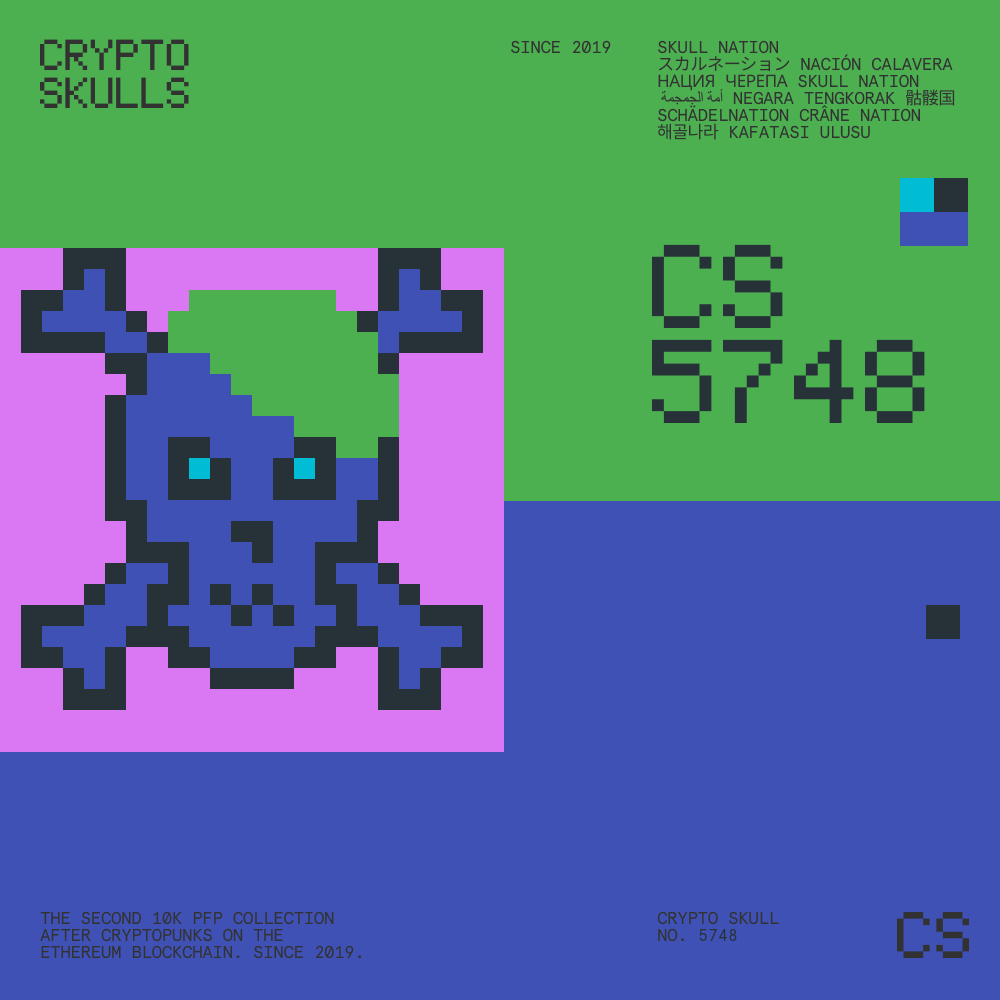 CRYPTO
SKULLS
SINCE 2019
SKULL NATION
スカルネーション NACIÓN CALAVERA
НАЦИЯ ЧЕРЕПА SKULL NATION
أمة الجمجمة NEGARA TENGKORAK 骷髅国
SCHÄDELNATION CRÂNE NATION
해골나라 KAFATASI ULUSU
CS
5748
THE SECOND 10K PFP COLLECTION
AFTER CRYPTOPUNKS ON THE
ETHEREUM BLOCKCHAIN. SINCE 2019.
CRYPTO SKULL
NO. 5748
CS